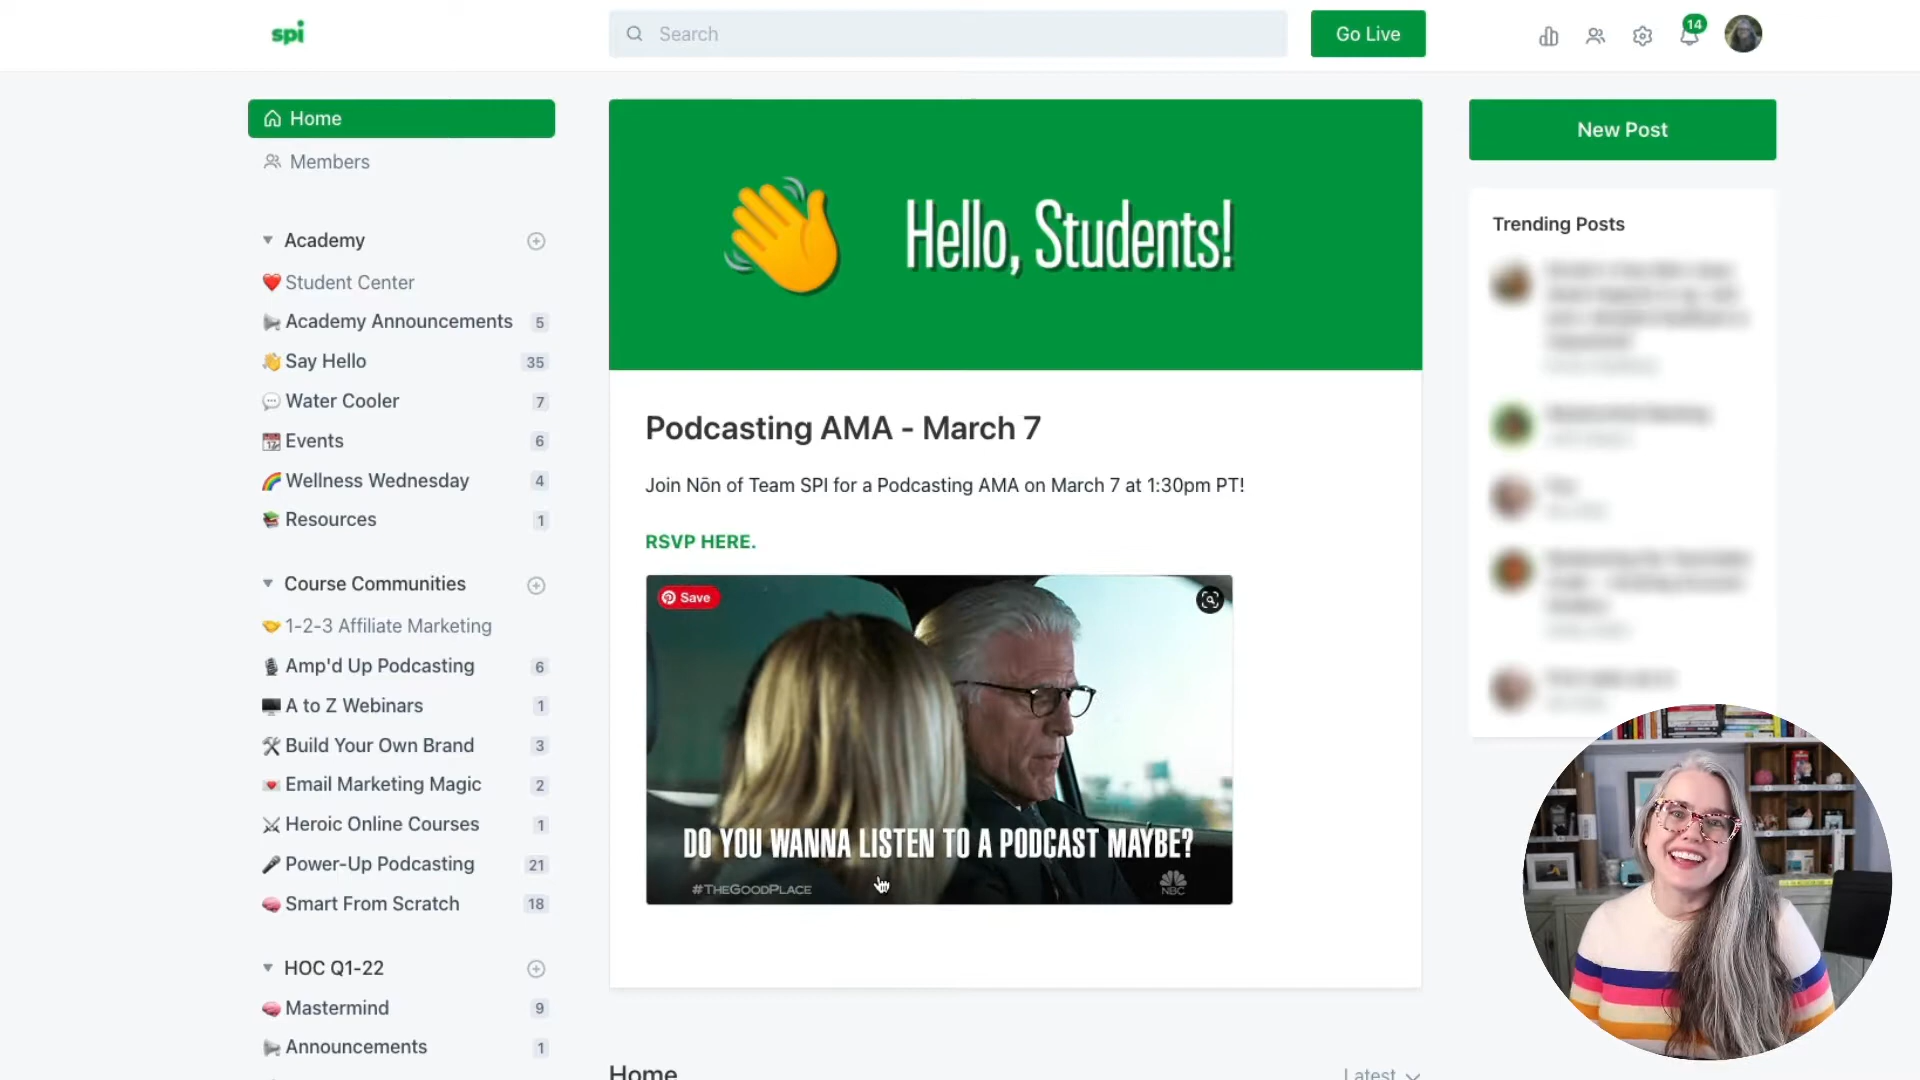 spi
Search
Go Live
14
Home
Members
Academy
Student Center
Academy Announcements 5
Say Hello 35
Water Cooler 7
Events 6
Wellness Wednesday 4
Resources 1
Course Communities
1-2-3 Affiliate Marketing
Amp'd Up Podcasting 6
A to Z Webinars 1
Build Your Own Brand 3
Email Marketing Magic 2
Heroic Online Courses 1
Power-Up Podcasting 21
Smart From Scratch 18
HOC Q1-22
Mastermind 9
Announcements 1
Hello, Students!
Podcasting AMA - March 7
Join Nōn of Team SPI for a Podcasting AMA on March 7 at 1:30pm PT!
RSVP HERE.
Save
DO YOU WANNA LISTEN TO A PODCAST MAYBE?
#THEGOODPLACE
NBC
Home
Latest
New Post
Trending Posts